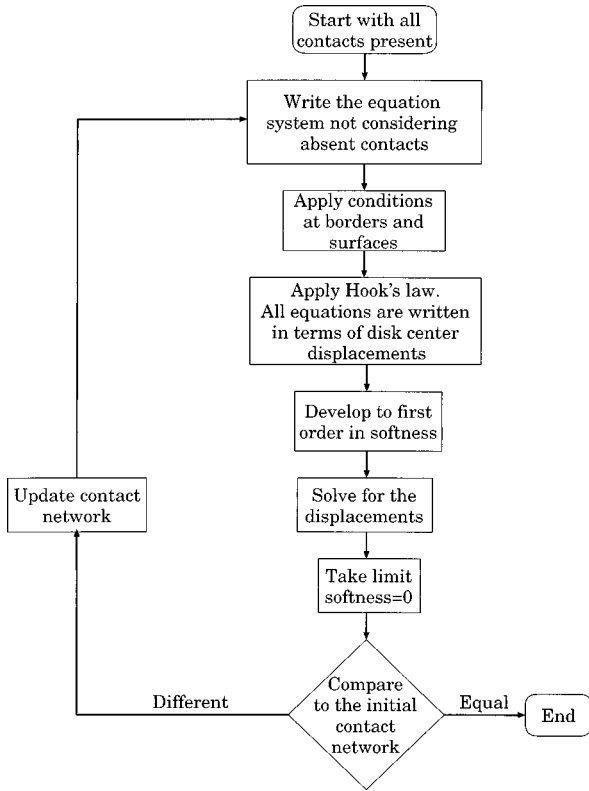 Start with all
contacts present
Write the equation
system not considering
absent contacts
Apply conditions
at borders and
surfaces
Apply Hook's law.
All equations are written
in terms of disk center
displacements
Develop to first
order in softness
Solve for the
displacements
Update contact
network
Take limit
softness=0
Compare
to the initial
contact
network
Different
Equal
End